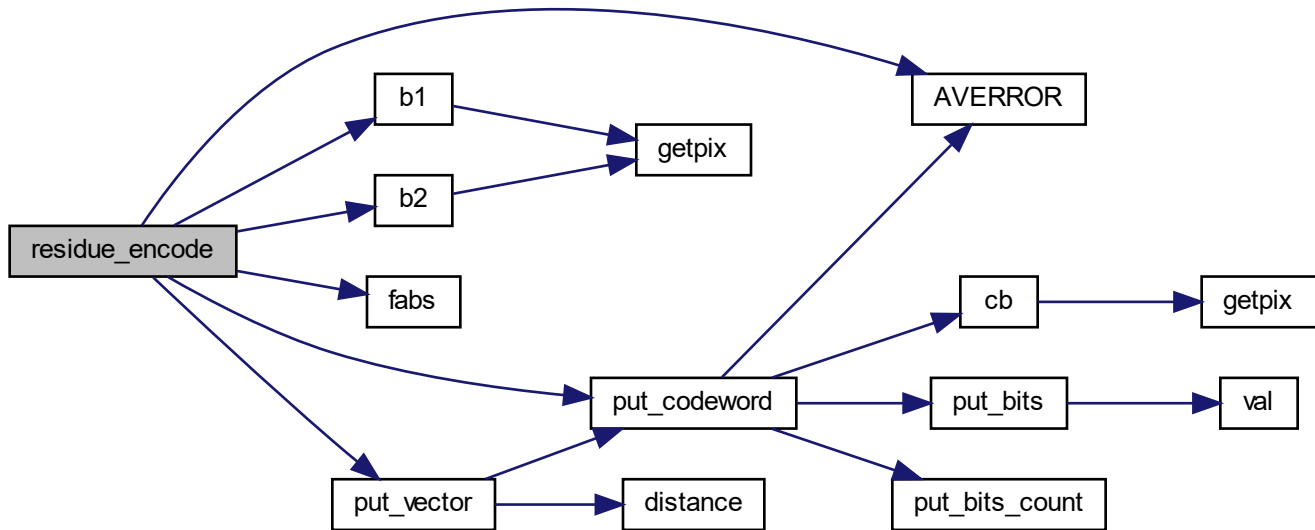 AVERROR
b1
getpix
b2
residue_encode
fabs
cb
getpix
put_codeword
put_bits
val
put_vector
distance
put_bits_count